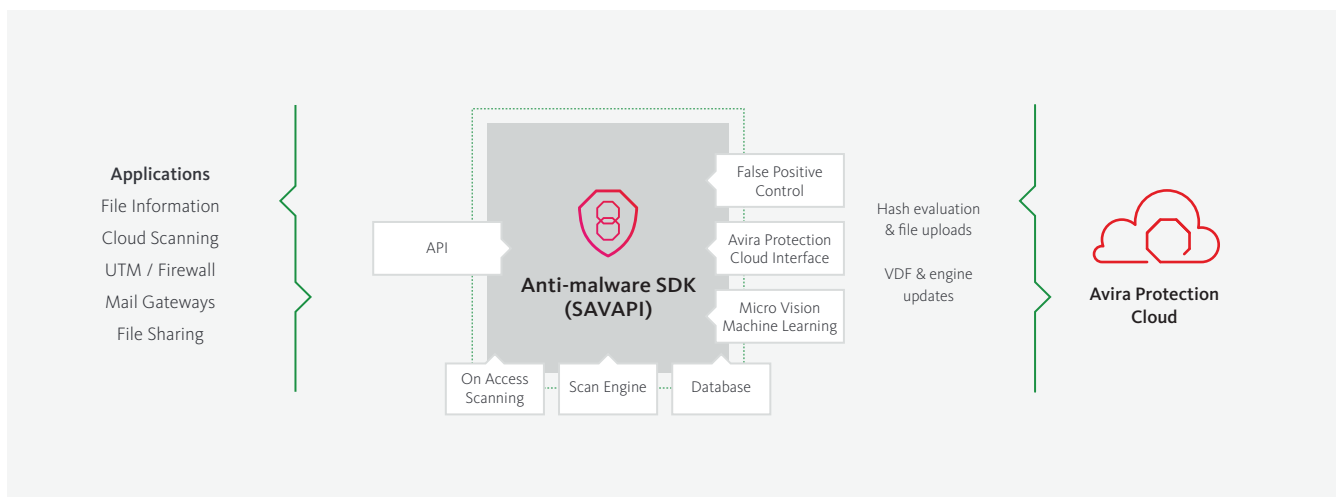 Applications
File Information
Cloud Scanning
UTM / Firewall
Mail Gateways
File Sharing
API
Anti-malware SDK
(SAVAPI)
False Positive
Control
Avira Protection
Cloud Interface
Micro Vision
Machine Learning
On Access
Scanning
Scan Engine
Database
Hash evaluation
& file uploads
VDF & engine
updates
Avira Protection
Cloud